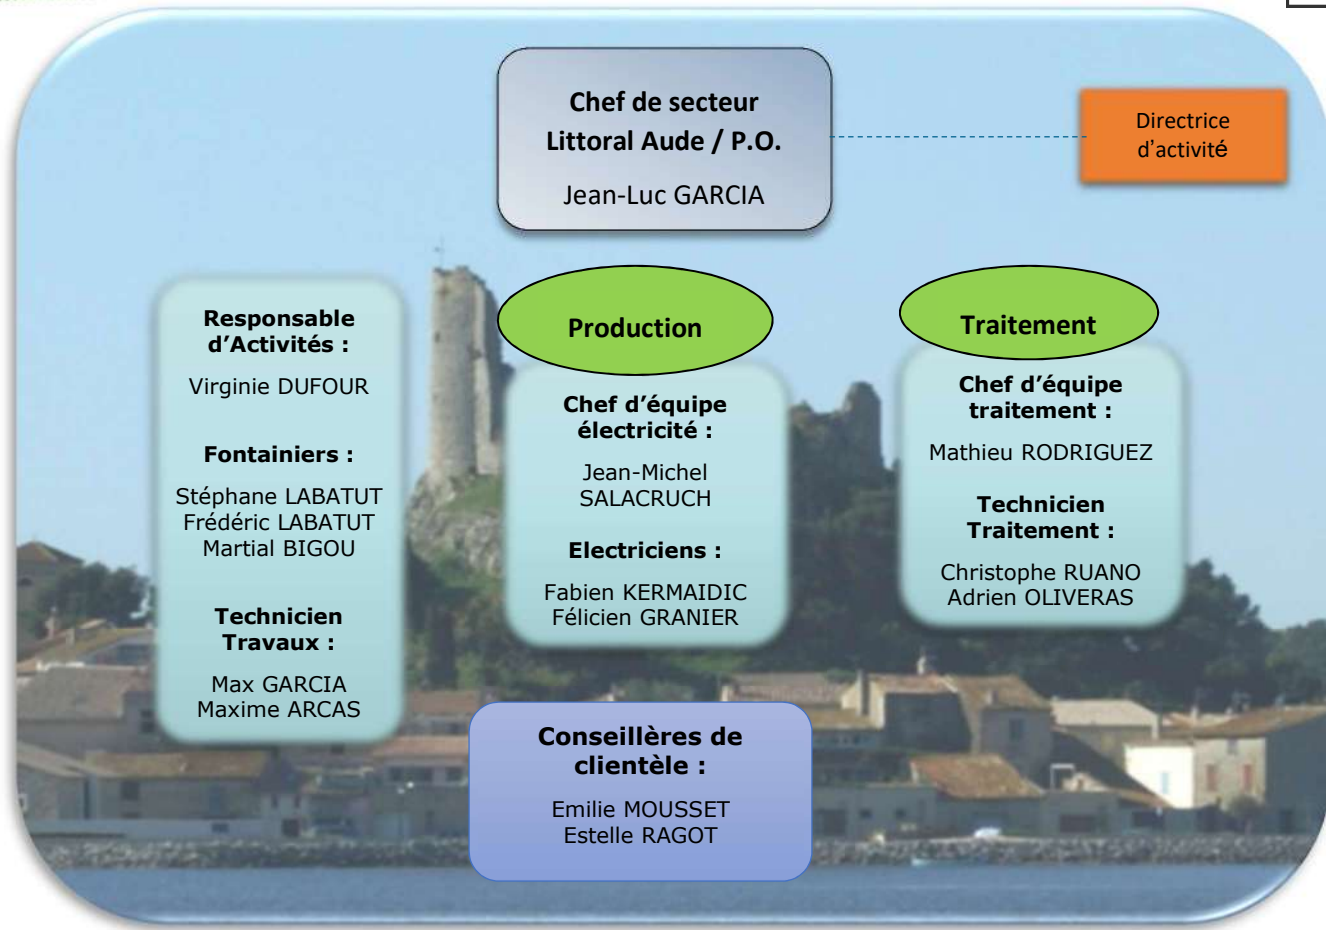 Chef de secteur
Littoral Aude / P.O.
Jean-Luc GARCIA
Directrice
d'activité
Responsable
d’Activités :
Virginie DUFOUR
Fontainiers :
Stéphane LABATUT
Frédéric LABATUT
Martial BIGOU
Technicien
Travaux :
Max GARCIA
Maxime ARCAS
Production
Chef d’équipe
électricité :
Jean-Michel
SALACRUCH
Electriciens :
Fabien KERMAIDIC
Félicien GRANIER
Traitement
Chef d’équipe
traitement :
Mathieu RODRIGUEZ
Technicien
Traitement :
Christophe RUANO
Adrien OLIVERAS
Conseillères de
clientèle :
Emilie MOUSSET
Estelle RAGOT